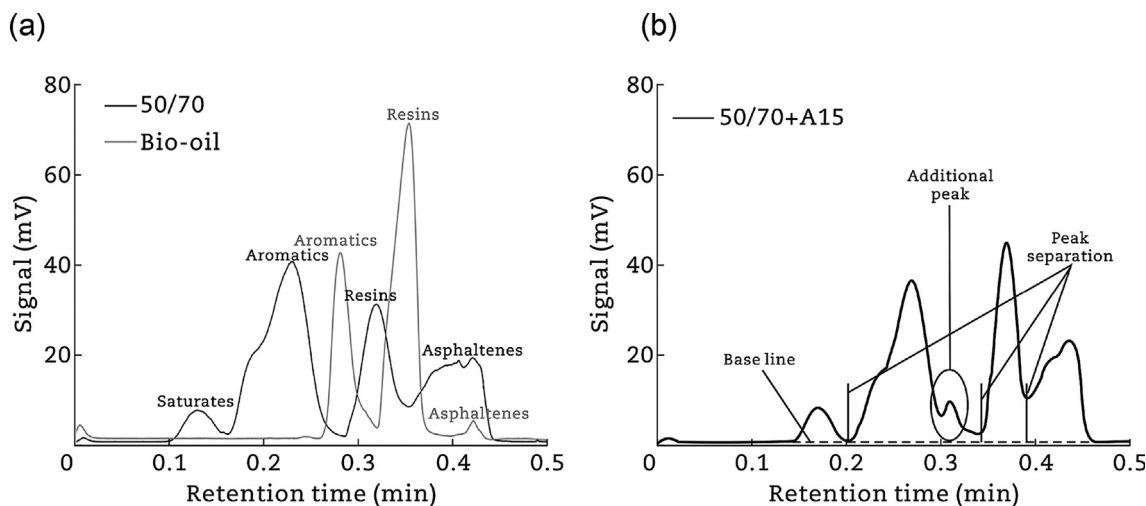 (a)
80
60
40
20
0
0.1
0.2
0.3
0.4
0.5
Signal (mV)
Retention time (min)
50/70
Bio-oil
Resins
Aromatics
Aromatics
Resins
Asphaltenes
Saturates
Asphaltenes
(b)
80
60
40
20
0
0.1
0.2
0.3
0.4
0.5
Signal (mV)
Retention time (min)
50/70+A15
Additional
peak
Peak
separation
Base line